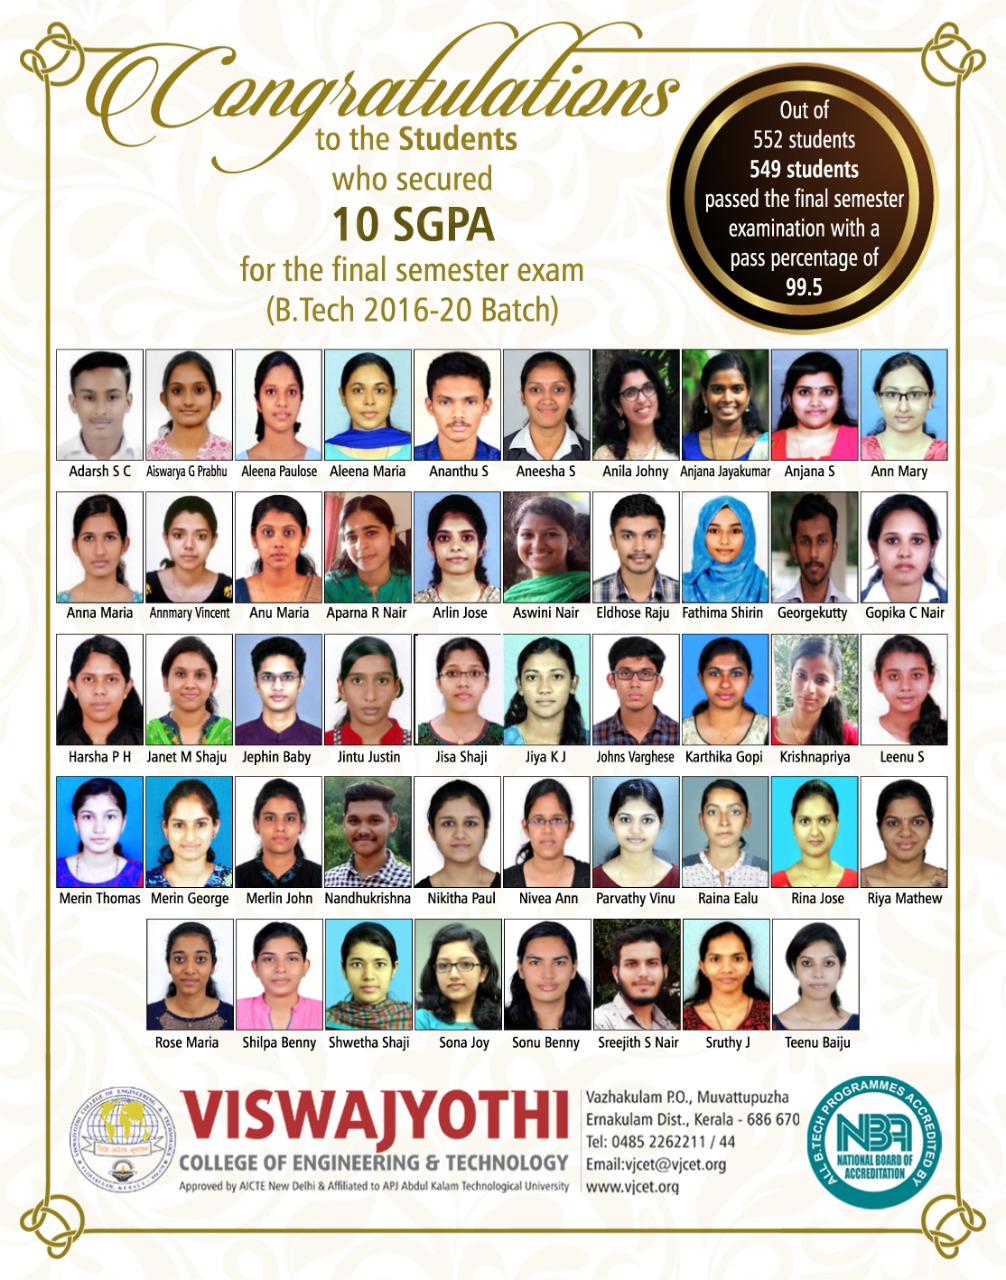 Congratulations
to the Students
who secured
10 SGPA
for the final semester exam
(B.Tech 2016-20 Batch)
Out of
552 students
549 students
passed the final semester
examination with a
pass percentage of
99.5
Adarsh S C Aiswarya G Prabhu Aleena Paulose Aleena Maria Ananthu S Aneesha S Anila Johny Anjana Jayakumar Anjana S Ann Mary
Anna Maria Annmary Vincent Anu Maria Aparna R Nair Arlin Jose Aswini Nair Eldhose Raju Fathima Shirin Georgekutty Gopika C Nair
Harsha P H Janet M Shaju Jephin Baby Jintu Justin Jisa Shaji Jiya K J Johns Varghese Karthika Gopi Krishnapriya Leenu S
Merin Thomas Merin George Merlin John Nandhukrishna Nikitha Paul Nivea Ann Parvathy Vinu Raina Ealu Rina Jose Riya Mathew
Rose Maria Shilpa Benny Shwetha Shaji Sona Joy Sonu Benny Sreejith S Nair Sruthy J Teenu Baiju
VISWAJYOTHI
COLLEGE OF ENGINEERING & TECHNOLOGY
Approved by AICTE New Delhi & Affiliated to APJ Abdul Kalam Technological University
Vazhakulam P.O., Muvattupuzha
Ernakulam Dist., Kerala - 686 670
Tel: 0485 2262211 / 44
Email:vjcet@vjcet.org
www.vjcet.org
ALL B.TECH PROGRAMMES ACCREDITED BY
NBA
NATIONAL BOARD OF
ACCREDITATION